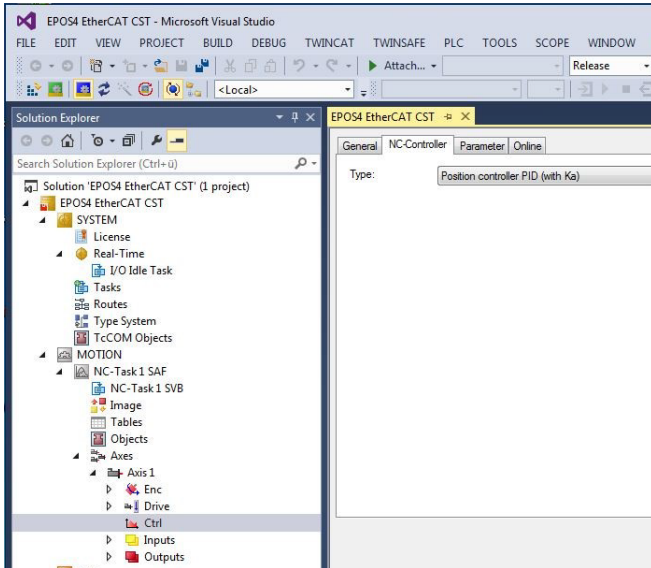 EPOS4 EtherCAT CST - Microsoft Visual Studio
FILE EDIT VIEW PROJECT BUILD DEBUG TWINCAT TWINSAFE PLC TOOLS SCOPE WINDOW
Attach... Release
<Local>
Solution Explorer
Search Solution Explorer (Ctrl+ü)
Solution 'EPOS4 EtherCAT CST' (1 project)
EPOS4 EtherCAT CST
SYSTEM
License
Real-Time
I/O Idle Task
Tasks
Routes
Type System
TcCOM Objects
MOTION
NC-Task 1 SAF
NC-Task 1 SVB
Image
Tables
Objects
Axes
Axis 1
Enc
Drive
Ctrl
Inputs
Outputs
EPOS4 EtherCAT CST
General NC-Controller Parameter Online
Type: Position controller PID (with Ka)